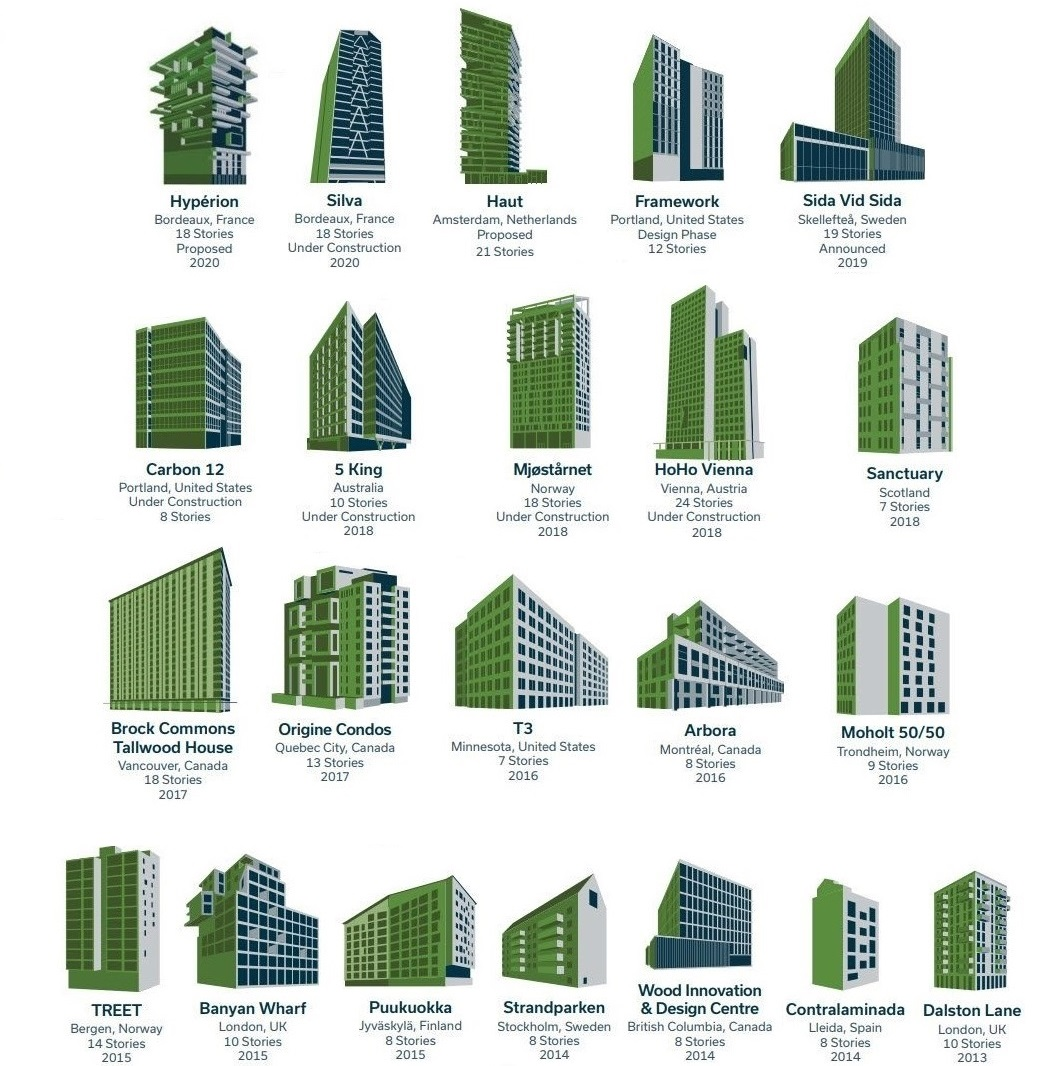 Hypérion
Bordeaux, France
18 Stories
Proposed
2020
Silva
Bordeaux, France
18 Stories
Under Construction
2020
Haut
Amsterdam, Netherlands
Proposed
21 Stories
Framework
Portland, United States
Design Phase
12 Stories
Sida Vid Sida
Skellefteå, Sweden
19 Stories
Announced
2019
Carbon 12
Portland, United States
Under Construction
8 Stories
5 King
Australia
10 Stories
Under Construction
2018
Mjøstårnet
Norway
18 Stories
Under Construction
2018
HoHo Vienna
Vienna, Austria
24 Stories
Under Construction
2018
Sanctuary
Scotland
7 Stories
2018
Brock Commons
Tallwood House
Vancouver, Canada
18 Stories
2017
Origine Condos
Quebec City, Canada
13 Stories
2017
T3
Minnesota, United States
7 Stories
2016
Arbora
Montréal, Canada
8 Stories
2016
Moholt 50/50
Trondheim, Norway
9 Stories
2016
TREET
Bergen, Norway
14 Stories
2015
Banyan Wharf
London, UK
10 Stories
2015
Puukuokka
Jyväskylä, Finland
8 Stories
2015
Strandparken
Stockholm, Sweden
8 Stories
2014
Wood Innovation
& Design Centre
British Columbia, Canada
8 Stories
2014
Contralaminada
Lleida, Spain
8 Stories
2014
Dalston Lane
London, UK
10 Stories
2013